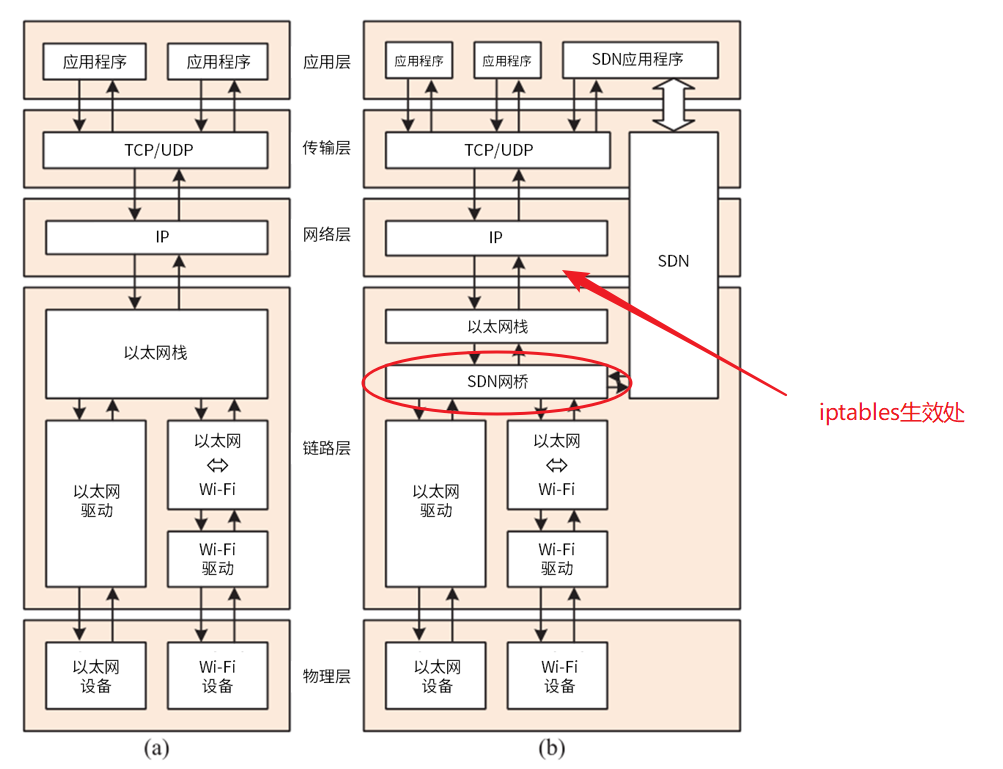 应用程序
应用程序
应用层
应用程序
应用程序
SDN应用程序
TCP/UDP
传输层
TCP/UDP
IP
网络层
IP
SDN
以太网栈
以太网栈
SDN网桥
iptables生效处
链路层
以太网
驱动
以太网
Wi-Fi
Wi-Fi
驱动
以太网
驱动
以太网
Wi-Fi
Wi-Fi
驱动
以太网
设备
Wi-Fi
设备
物理层
以太网
设备
Wi-Fi
设备
(a)
(b)